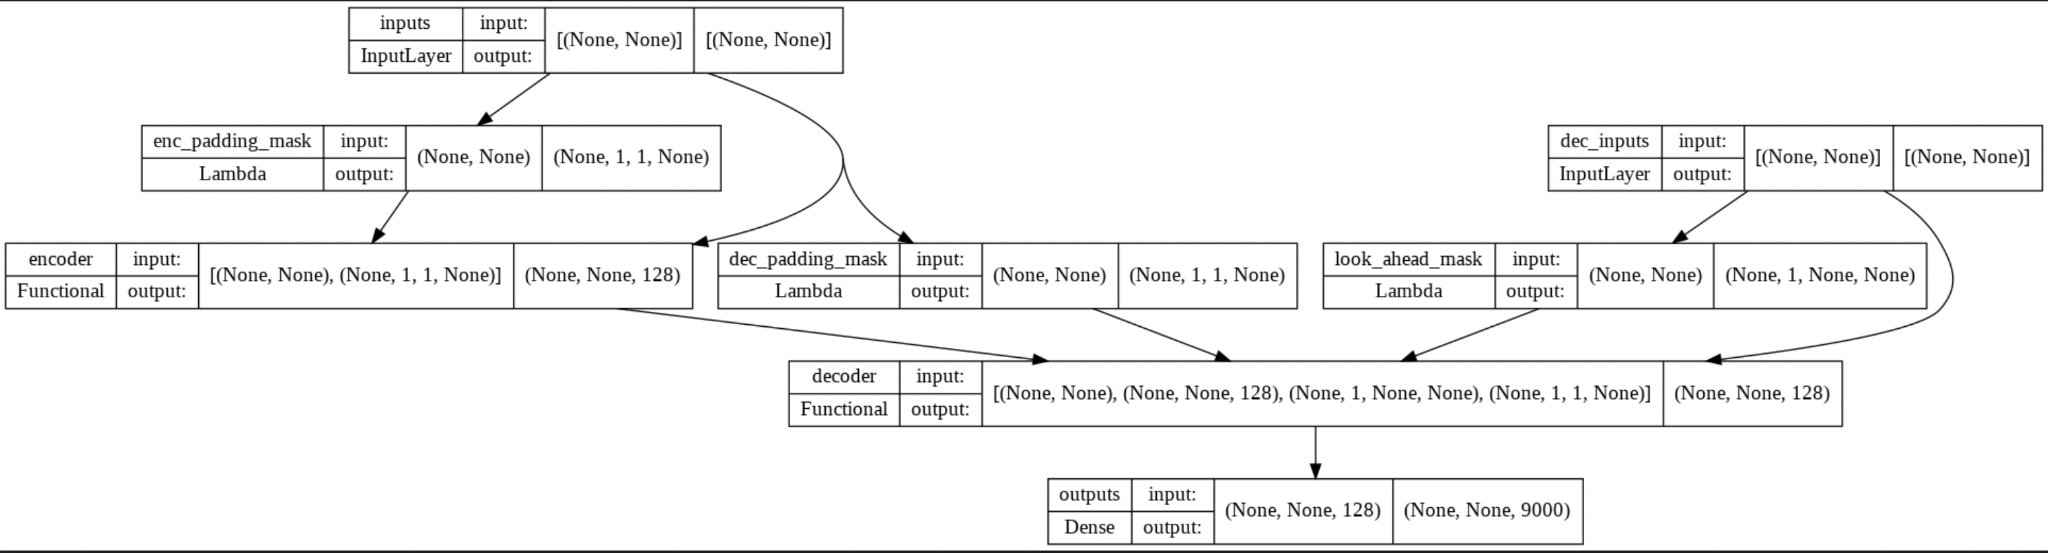 inputs input: [(None, None)] [(None, None)]
InputLayer output:
enc_padding_mask input: (None, None) (None, 1, 1, None)
Lambda output:
dec_inputs input: [(None, None)] [(None, None)]
InputLayer output:
encoder input: [(None, None), (None, 1, 1, None)] (None, None, 128)
Functional output:
dec_padding_mask input: (None, None) (None, 1, 1, None)
Lambda output:
look_ahead_mask input: (None, None) (None, 1, None, None)
Lambda output:
decoder input: [(None, None), (None, None, 128), (None, 1, None, None), (None, 1, 1, None)] (None, None, 128)
Functional output:
outputs input: (None, None, 128) (None, None, 9000)
Dense output: